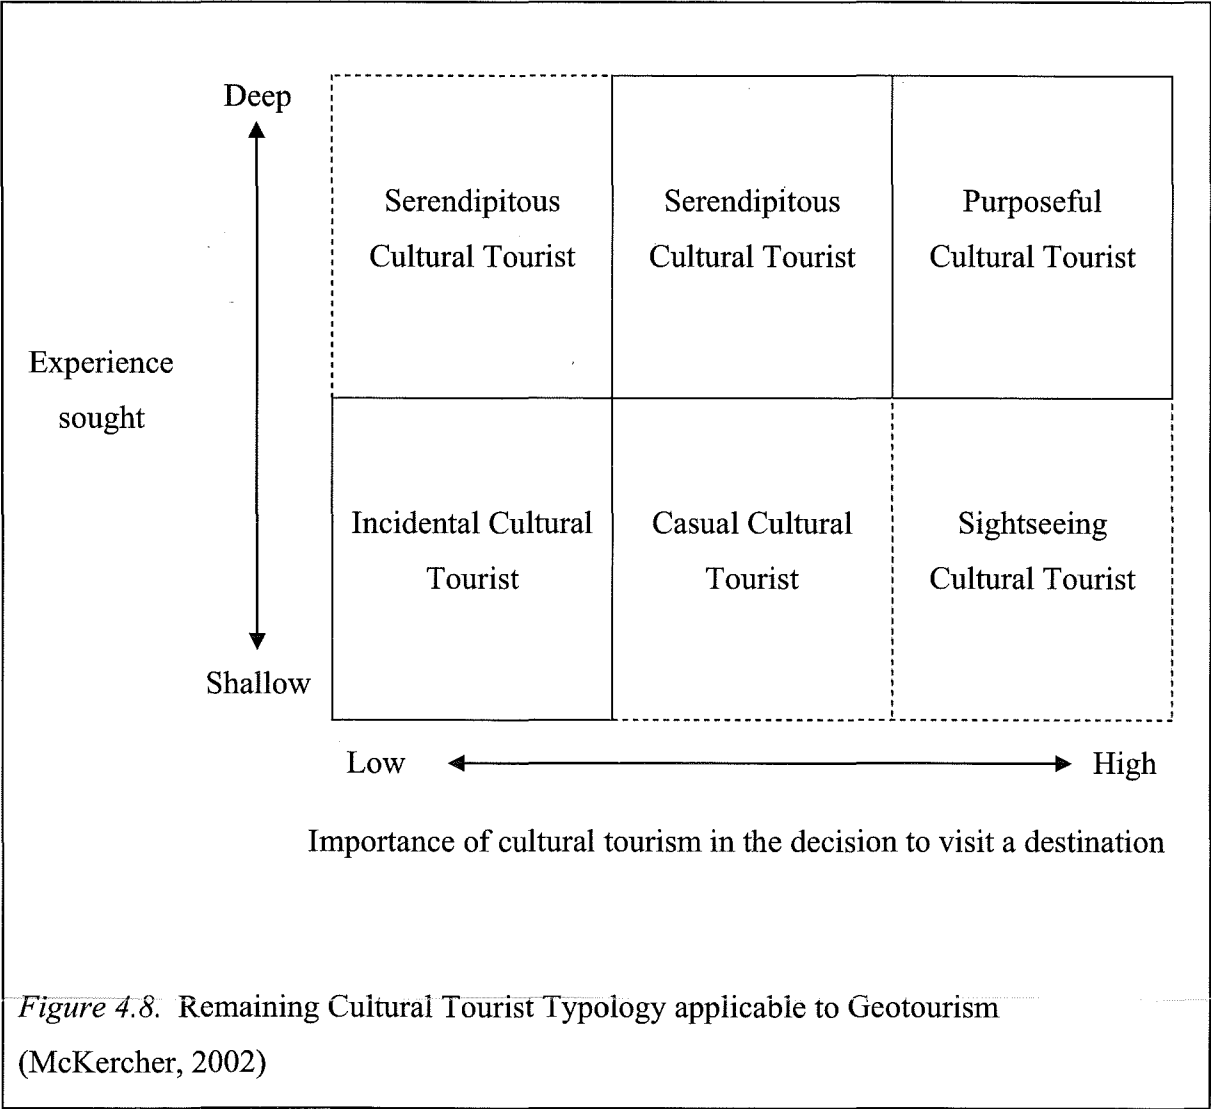 Deep
Serendipitous
Cultural Tourist
Serendipitous
Cultural Tourist
Purposeful
Cultural Tourist
Experience
sought
Incidental Cultural
Tourist
Casual Cultural
Tourist
Sightseeing
Cultural Tourist
Shallow
Low
High
Importance of cultural tourism in the decision to visit a destination
Figure 4.8. Remaining Cultural Tourist Typology applicable to Geotourism
(McKercher, 2002)